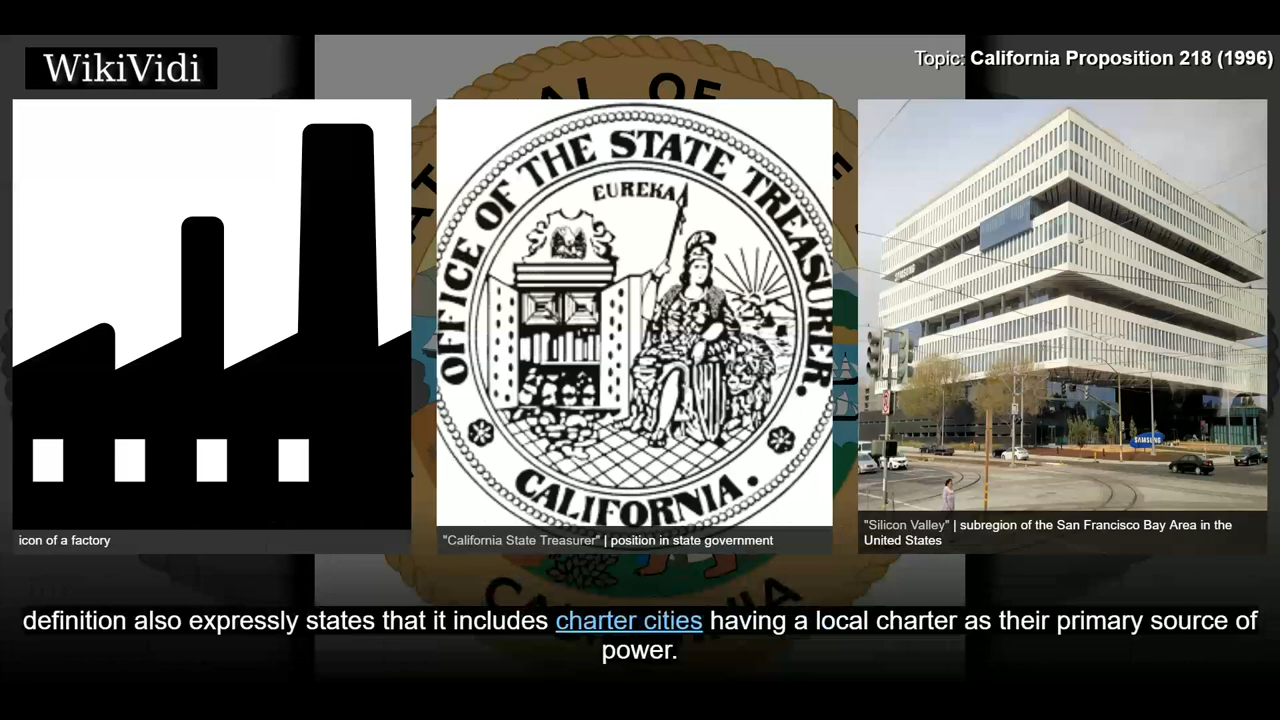 WikiVidi
Topic: California Proposition 218 (1996)
OFFICE OF THE STATE TREASURER.
EUREKA
CALIFORNIA.
SAMSUNG
SAMSUNG
icon of a factory
"California State Treasurer" | position in state government
"Silicon Valley" | subregion of the San Francisco Bay Area in the
United States
definition also expressly states that it includes charter cities having a local charter as their primary source of
power.